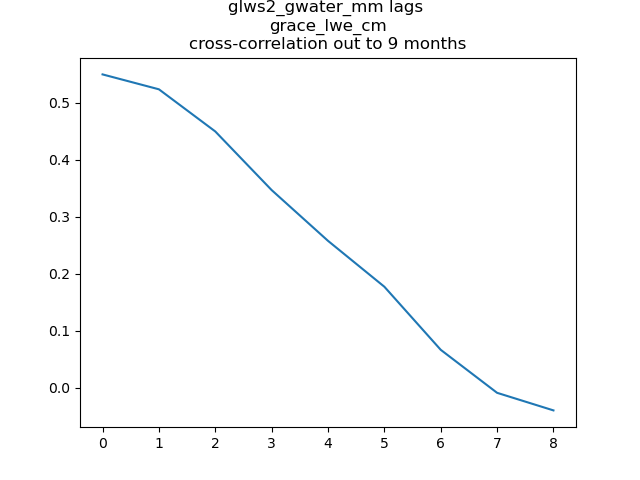 glws2_gwater_mm lags
grace_lwe_cm
cross-correlation out to 9 months
0.5
0.4
0.3
0.2
0.1
0.0
0 1 2 3 4 5 6 7 8